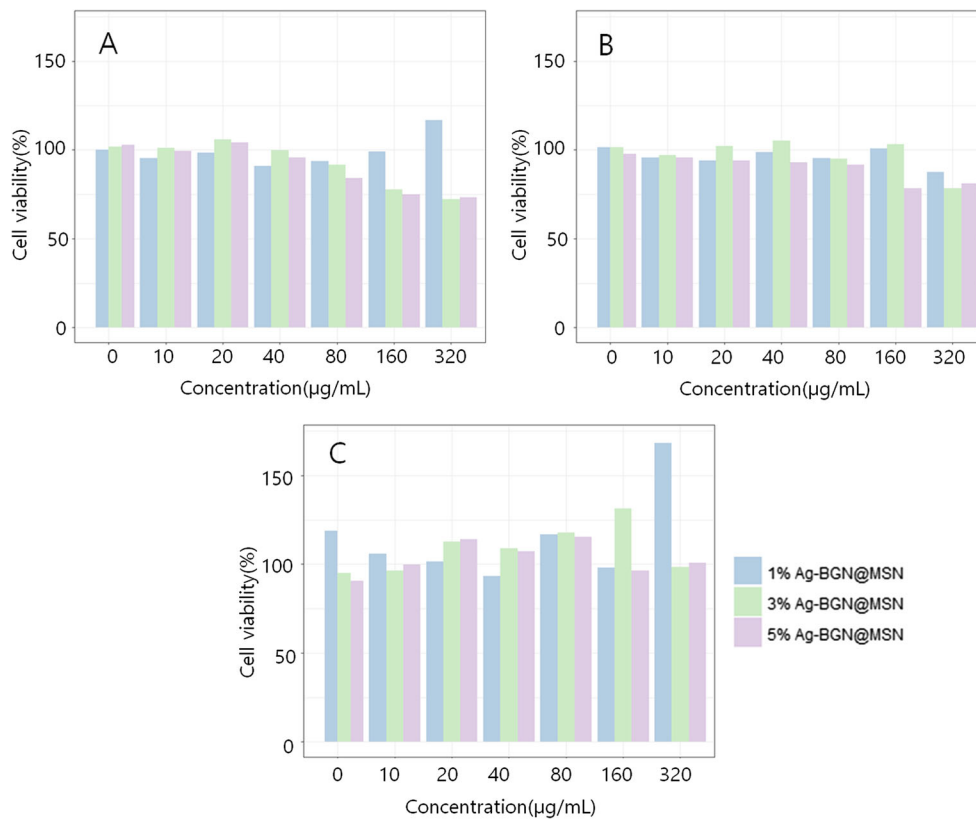 A
150
100
50
0
Cell viability(%)
0 10 20 40 80 160 320
Concentration(µg/mL)
B
150
100
50
0
Cell viability(%)
0 10 20 40 80 160 320
Concentration(µg/mL)
C
150
100
50
0
Cell viability(%)
0 10 20 40 80 160 320
Concentration(µg/mL)
1% Ag-BGN@MSN
3% Ag-BGN@MSN
5% Ag-BGN@MSN